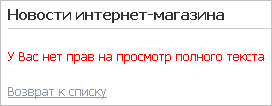 Новости интернет-магазина
У Вас нет прав на просмотр полного текста
Возврат к списку